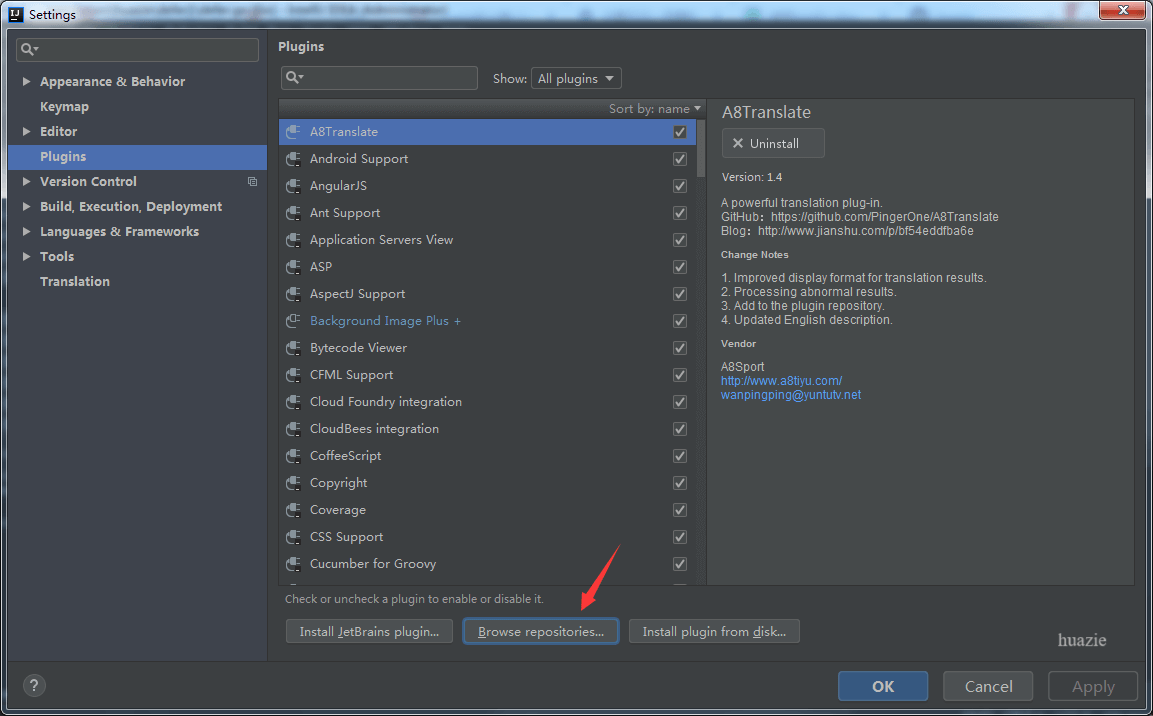 Settings
Appearance & Behavior
Keymap
Editor
Plugins
Version Control
Build, Execution, Deployment
Languages & Frameworks
Tools
Translation
Plugins
Show: All plugins
Sort by: name
A8Translate
Android Support
AngularJS
Ant Support
Application Servers View
ASP
AspectJ Support
Background Image Plus +
Bytecode Viewer
CFML Support
Cloud Foundry integration
CloudBees integration
CoffeeScript
Copyright
Coverage
CSS Support
Cucumber for Groovy
Check or uncheck a plugin to enable or disable it.
Install JetBrains plugin...
Browse repositories...
Install plugin from disk...
A8Translate
Uninstall
Version: 1.4
A powerful translation plug-in.
GitHub：https://github.com/PingerOne/A8Translate
Blog：http://www.jianshu.com/p/bf54eddfba6e
Change Notes
1. Improved display format for translation results.
2. Processing abnormal results.
3. Add to the plugin repository.
4. Updated English description.
Vendor
A8Sport
http://www.a8tiyu.com/
wanpingping@yuntutv.net
huazie
?
OK
Cancel
Apply